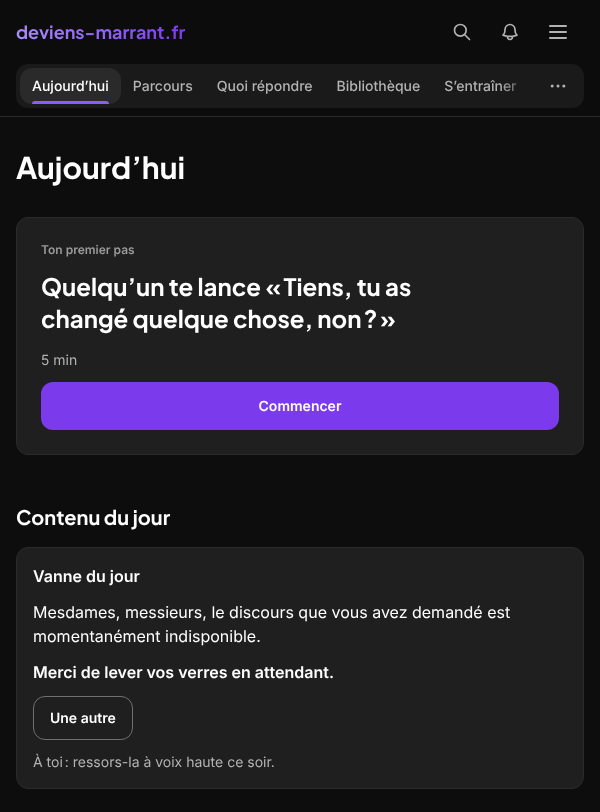 deviens-marrant.fr
Aujourd’hui
Parcours
Quoi répondre
Bibliothèque
S’entraîner
Aujourd’hui
Ton premier pas
Quelqu’un te lance « Tiens, tu as
changé quelque chose, non ? »
5 min
Commencer
Contenu du jour
Vanne du jour
Mesdames, messieurs, le discours que vous avez demandé est
momentanément indisponible.
Merci de lever vos verres en attendant.
Une autre
À toi : ressors-la à voix haute ce soir.